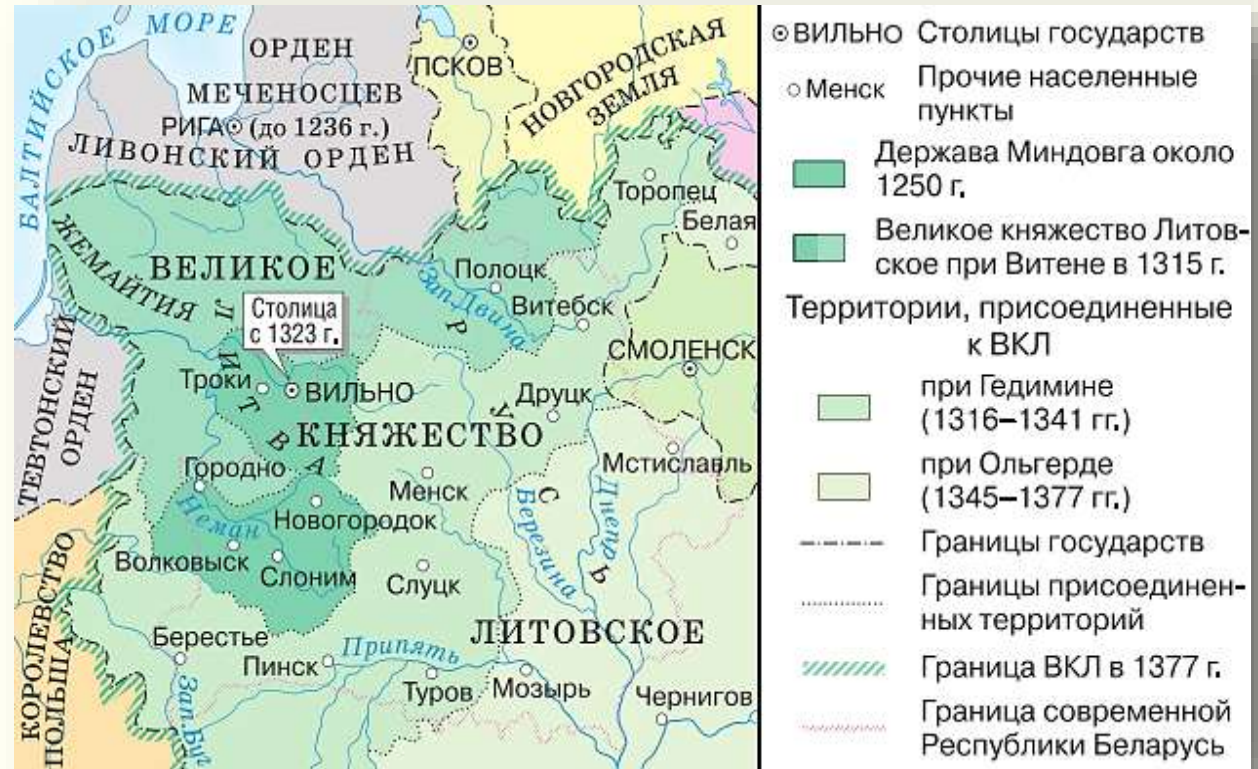 БАЛТИЙСКОЕ МОРЕ
ОРДЕН
МЕЧЕНОСЦЕВ
РИГА (до 1236 г.)
ЛИВОНСКИЙ ОРДЕН
ПСКОВ
НОВГОРОДСКАЯ
ЗЕМЛЯ
Торопец
Белая
ЖЕМАЙТИЯ
ВЕЛИКОЕ
Полоцк
Зап. Двина
Витебск
Столица
с 1323 г.
ЛИТВА
РУСЬ
СМОЛЕНСК
ТЕВТОНСКИЙ
ОРДЕН
Троки
ВИЛЬНО
Друцк
КНЯЖЕСТВО
Мстиславль
Городно
Менск
Березина
Днепр
Неман
Новогородок
Волковыск
Слоним
Слуцк
КОРОЛЕВСТВО
ПОЛЬША
ЛИТОВСКОЕ
Берестье
Пинск
Припять
Туров
Мозырь
Чернигов
Зап. Буг
ВИЛЬНО Столицы государств
Менск Прочие населенные
пункты
Держава Миндовга около
1250 г.
Великое княжество Литов-
ское при Витене в 1315 г.
Территории, присоединенные
к ВКЛ
при Гедимине
(1316–1341 гг.)
при Ольгерде
(1345–1377 гг.)
Границы государств
Границы присоединен-
ных территорий
Граница ВКЛ в 1377 г.
Граница современной
Республики Беларусь